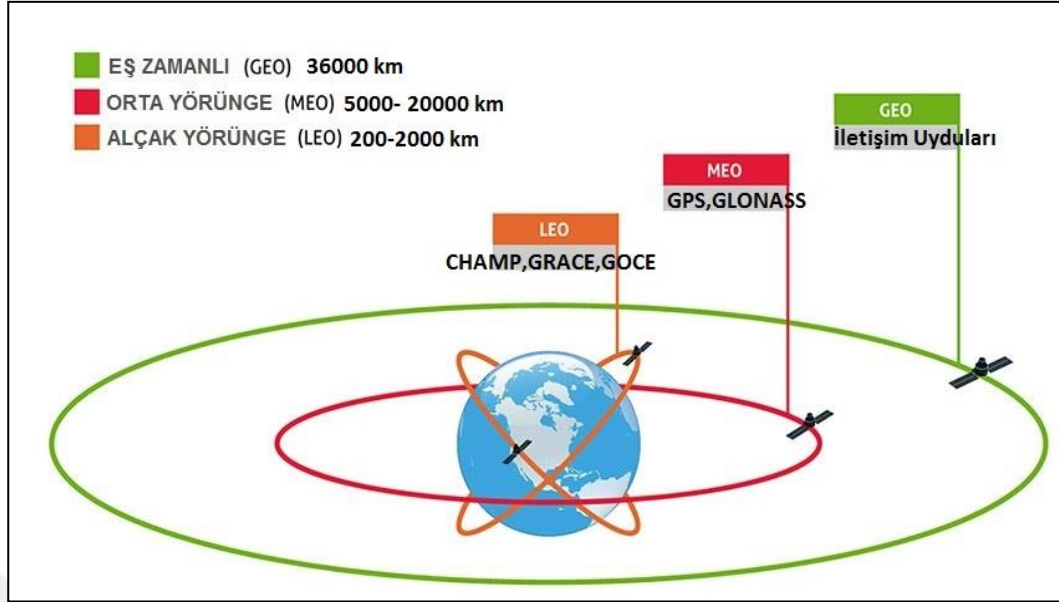 EŞ ZAMANLI (GEO) 36000 km
ORTA YÖRÜNGE (MEO) 5000- 20000 km
ALÇAK YÖRÜNGE (LEO) 200-2000 km
GEO
İletişim Uyduları
MEO
GPS,GLONASS
LEO
CHAMP,GRACE,GOCE